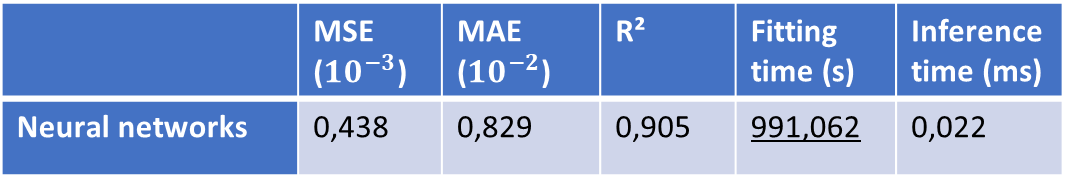 MSE MAE R² Fitting Inference
(10⁻³) (10⁻²) time (s) time (ms)
Neural networks 0,438 0,829 0,905 991,062 0,022